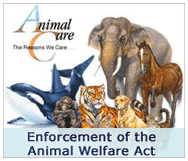 Animal
Care
The Reasons We Care . . .
Enforcement of the
Animal Welfare Act